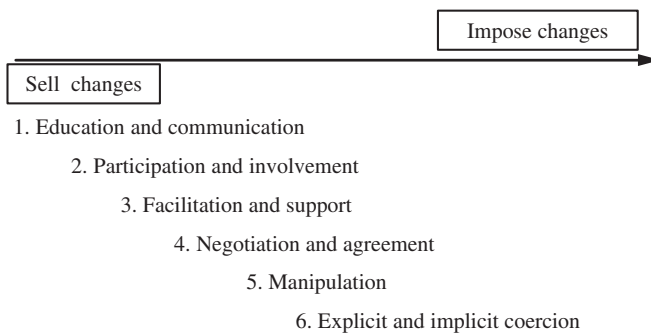 Impose changes
Sell changes
1. Education and communication
2. Participation and involvement
3. Facilitation and support
4. Negotiation and agreement
5. Manipulation
6. Explicit and implicit coercion